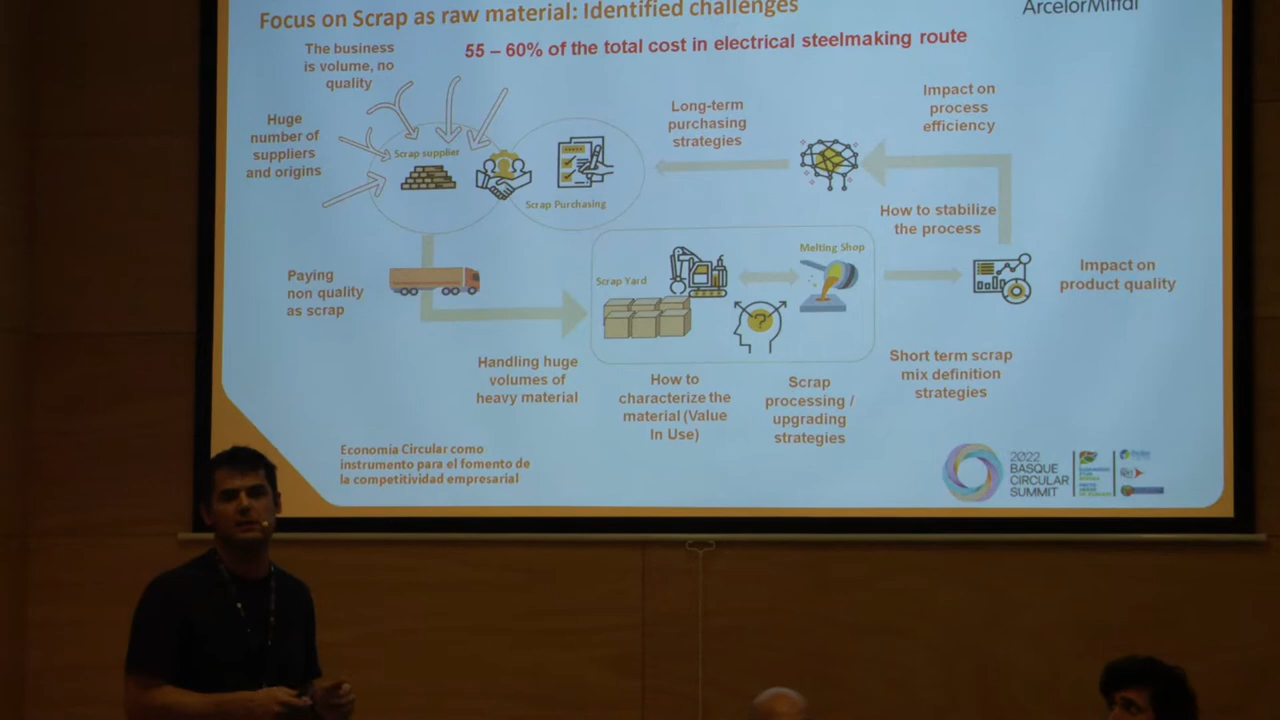 Focus on Scrap as raw material: Identified challenges
ArcelorMittal
55 – 60% of the total cost in electrical steelmaking route
The business
is volume, no
quality
Huge
number of
suppliers
and origins
Scrap supplier
Scrap Purchasing
Long-term
purchasing
strategies
Impact on
process
efficiency
How to stabilize
the process
Paying
non quality
as scrap
Scrap Yard
Melting Shop
Impact on
product quality
Handling huge
volumes of
heavy material
How to
characterize the
material (Value
In Use)
Scrap
processing /
upgrading
strategies
Short term scrap
mix definition
strategies
Economía Circular como
instrumento para el fomento de
la competitividad empresarial
2022
BASQUE
CIRCULAR
SUMMIT